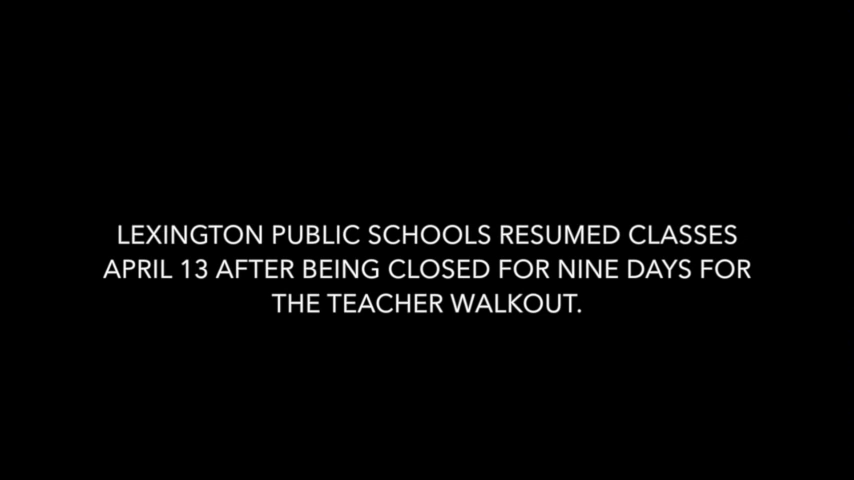 LEXINGTON PUBLIC SCHOOLS RESUMED CLASSES
APRIL 13 AFTER BEING CLOSED FOR NINE DAYS FOR
THE TEACHER WALKOUT.